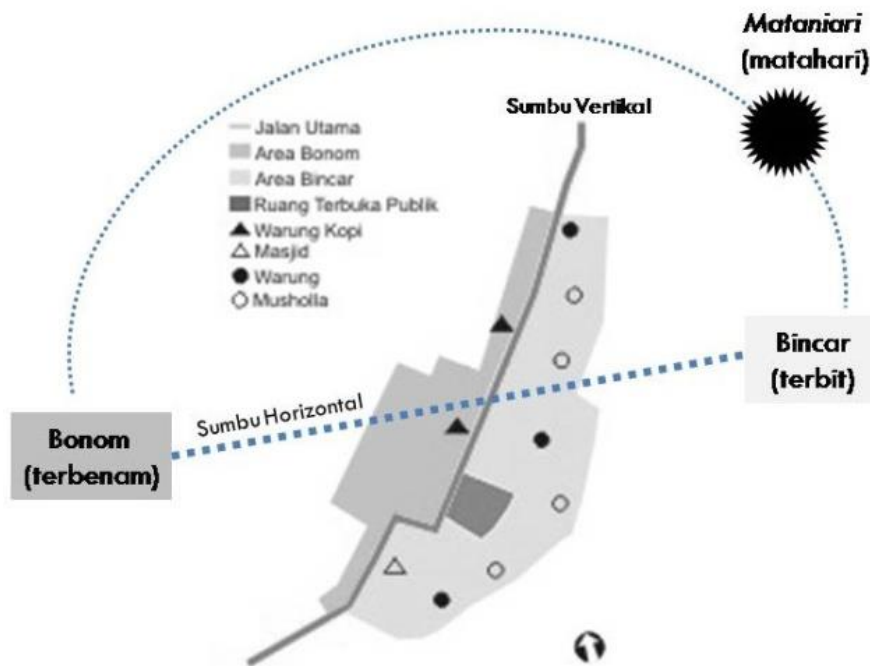 Mataniari
(matahari)
Sumbu Vertikal
Jalan Utama
Area Bonom
Area Bincar
Ruang Terbuka Publik
Warung Kopi
Masjid
Warung
Musholla
Bincar
(terbit)
Sumbu Horizontal
Bonom
(terbenam)